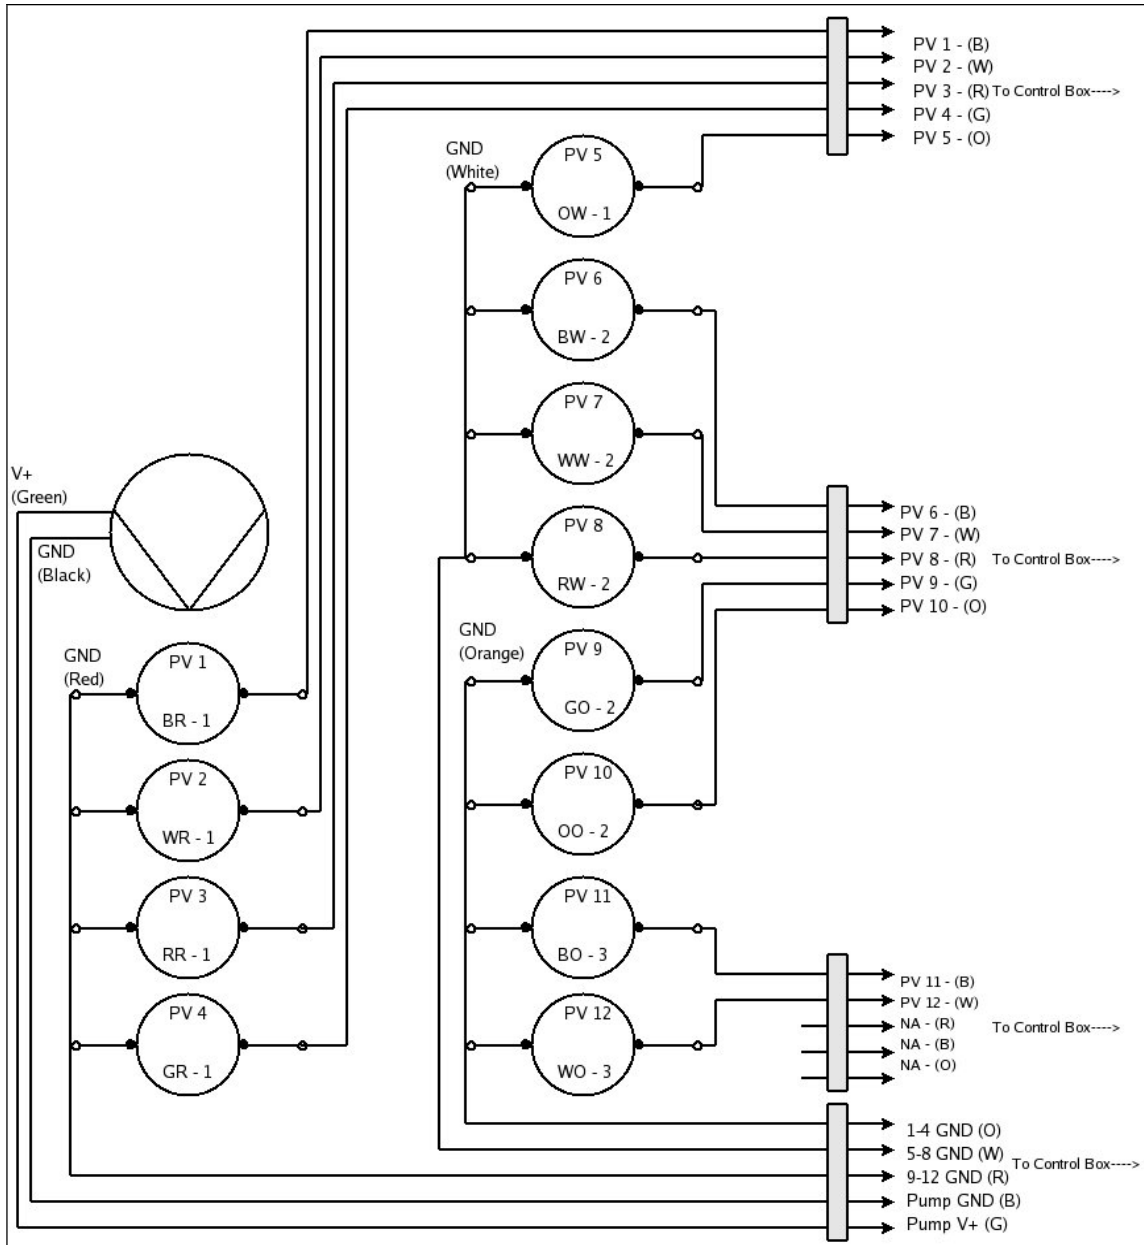 PV 1 - (B)
PV 2 - (W)
PV 3 - (R) To Control Box---->
PV 4 - (G)
PV 5 - (O)
GND
(White)
PV 5
OW - 1
PV 6
BW - 2
PV 7
WW - 2
V+
(Green)
GND
(Black)
PV 8
RW - 2
PV 6 - (B)
PV 7 - (W)
PV 8 - (R) To Control Box---->
PV 9 - (G)
PV 10 - (O)
GND
(Orange)
PV 9
GO - 2
GND
(Red)
PV 1
BR - 1
PV 2
WR - 1
PV 10
OO - 2
PV 3
RR - 1
PV 11
BO - 3
PV 4
GR - 1
PV 12
WO - 3
PV 11 - (B)
PV 12 - (W)
NA - (R) To Control Box---->
NA - (B)
NA - (O)
1-4 GND (O)
5-8 GND (W) To Control Box---->
9-12 GND (R)
Pump GND (B)
Pump V+ (G)